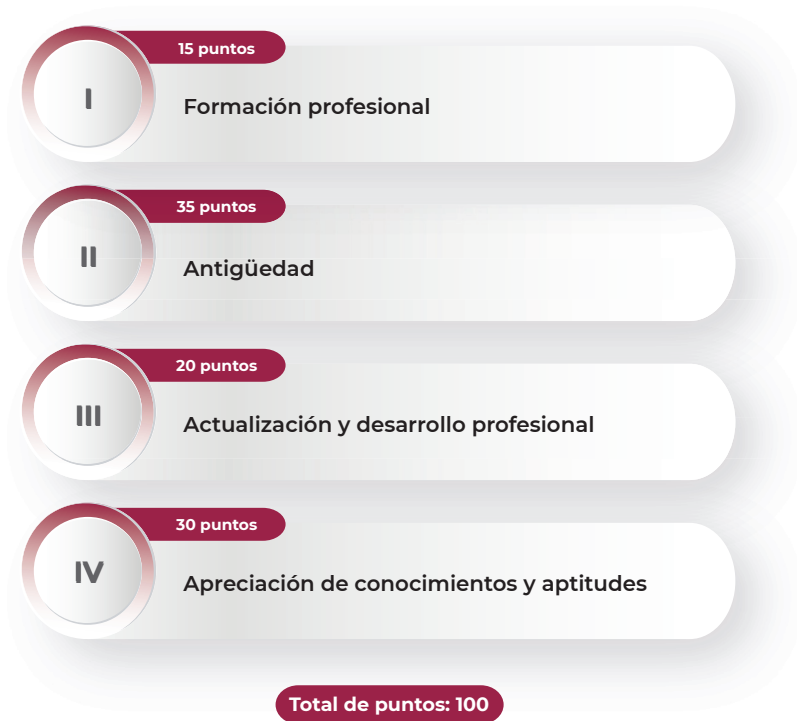 15 puntos
I
Formación profesional
35 puntos
II
Antigüedad
20 puntos
III
Actualización y desarrollo profesional
30 puntos
IV
Apreciación de conocimientos y aptitudes
Total de puntos: 100